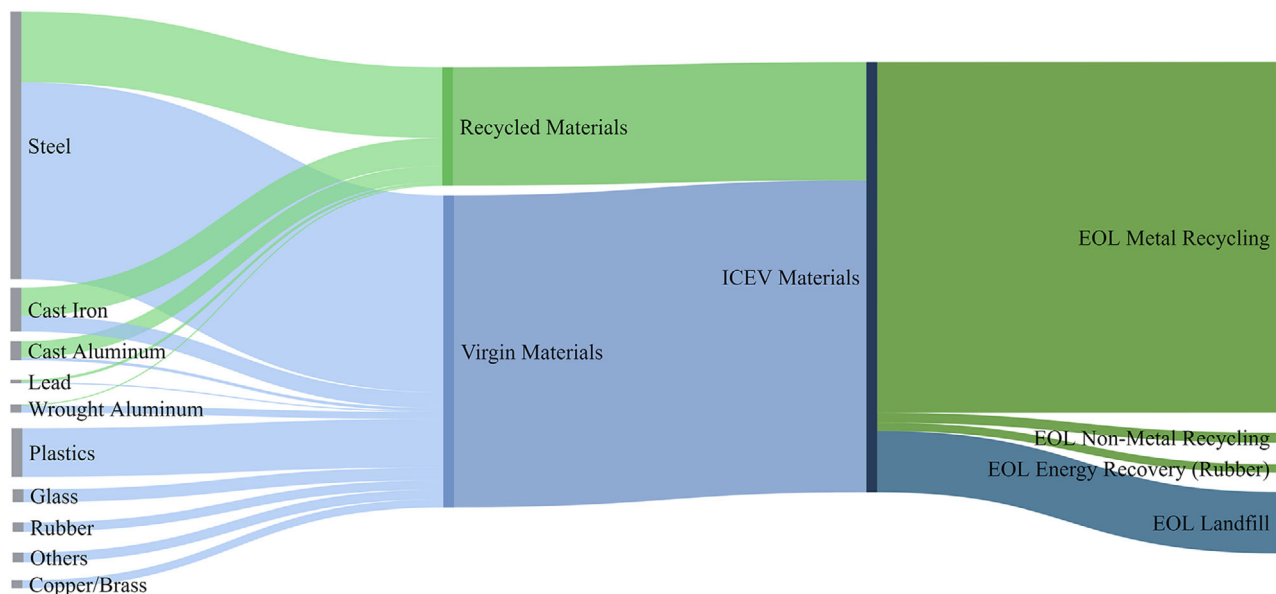 Steel
Cast Iron
Cast Aluminum
Lead
Wrought Aluminum
Plastics
Glass
Rubber
Others
Copper/Brass
Recycled Materials
Virgin Materials
ICEV Materials
EOL Metal Recycling
EOL Non-Metal Recycling
EOL Energy Recovery (Rubber)
EOL Landfill